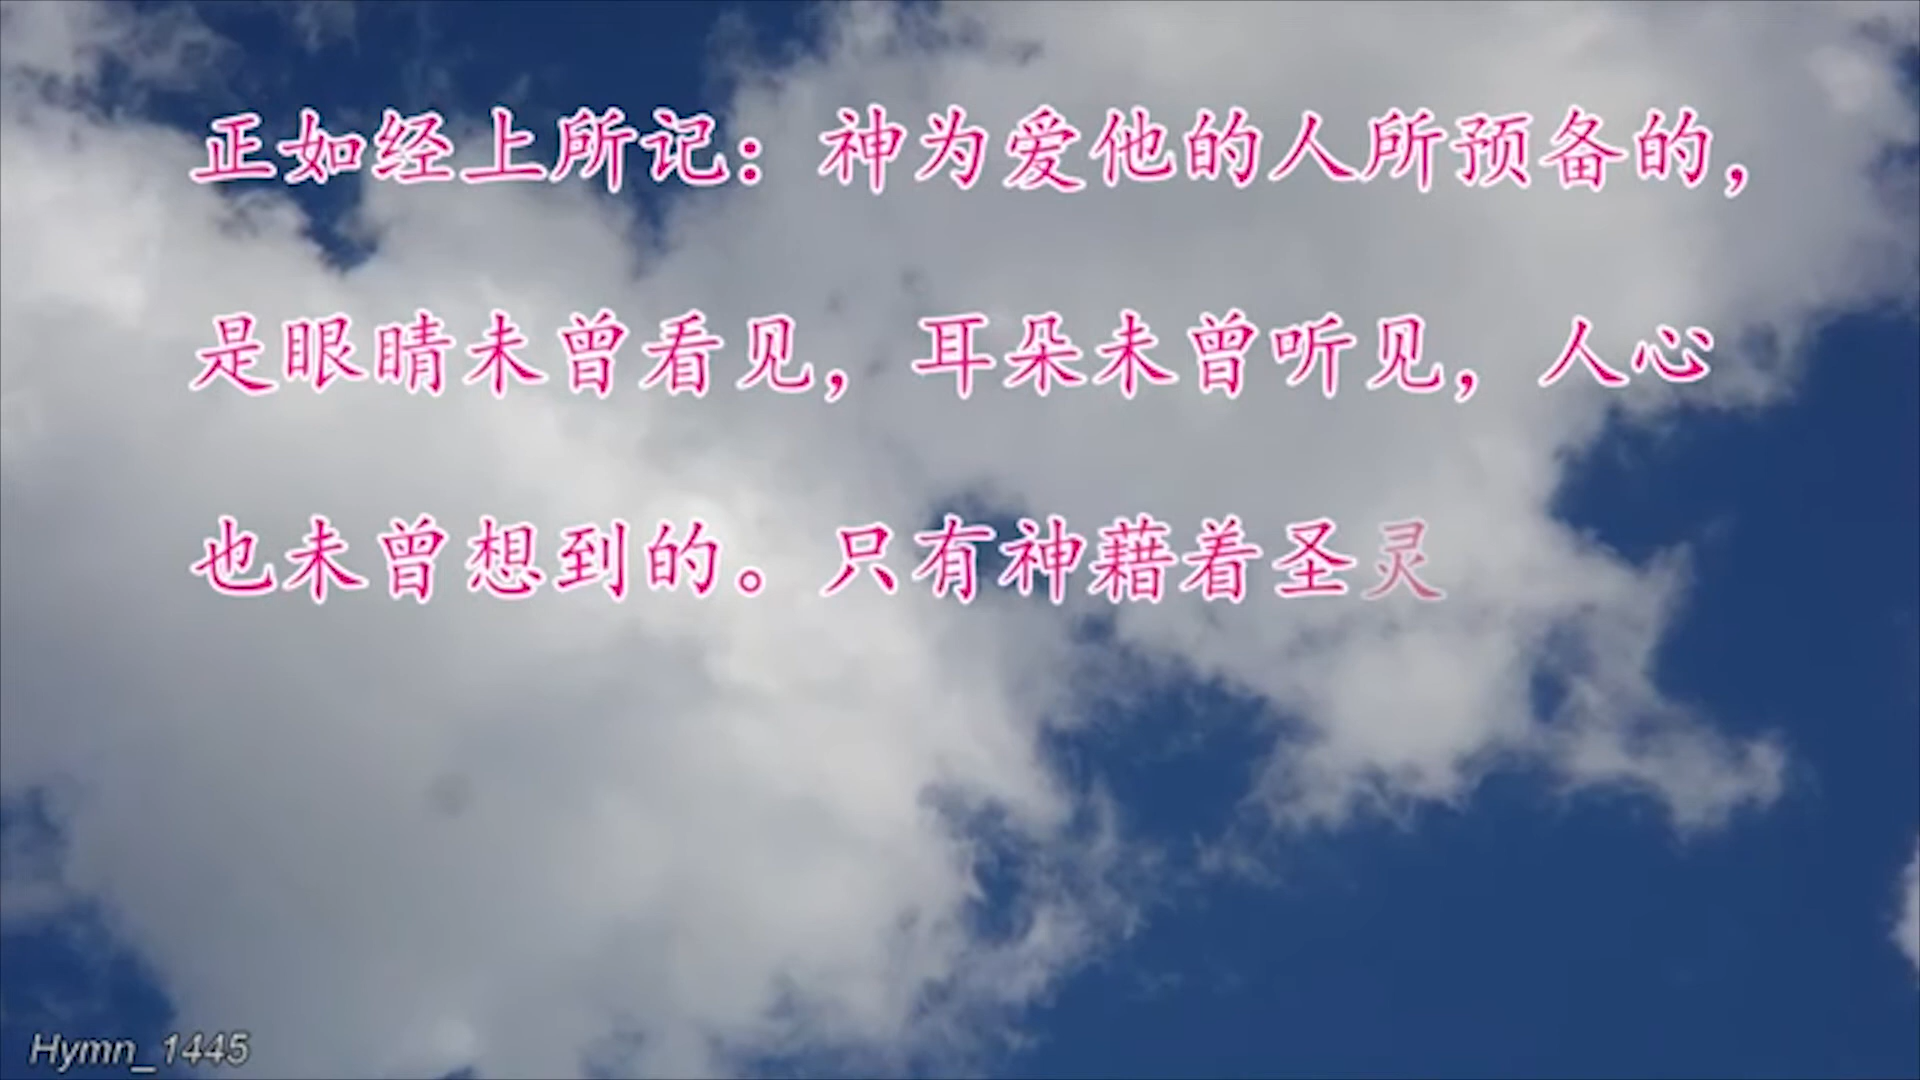 正如经上所记：神为爱他的人所预备的，
是眼睛未曾看见，耳朵未曾听见，人心
也未曾想到的。只有神藉着圣灵
Hymn_1445